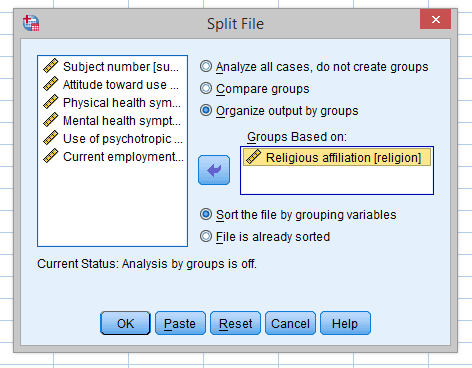 Split File
Subject number [su...
Attitude toward use ...
Physical health sym...
Mental health sympt...
Use of psychotropic ...
Current employment...
Analyze all cases, do not create groups
Compare groups
Organize output by groups
Groups Based on:
Religious affiliation [religion]
Sort the file by grouping variables
File is already sorted
Current Status: Analysis by groups is off.
OK Paste Reset Cancel Help